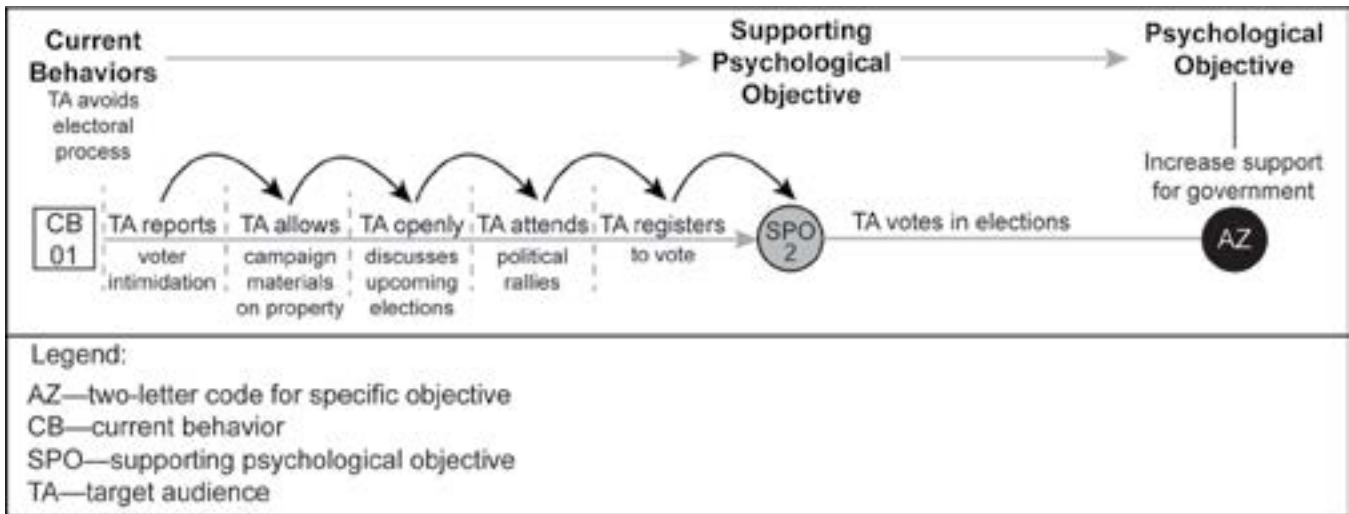 Current
Behaviors
TA avoids
electoral
process
Supporting
Psychological
Objective
Psychological
Objective
Increase support
for government
CB
01
TA reports
voter
intimidation
TA allows
campaign
materials
on property
TA openly
discusses
upcoming
elections
TA attends
political
rallies
TA registers
to vote
SPO
2
TA votes in elections
AZ
Legend:
AZ—two-letter code for specific objective
CB—current behavior
SPO—supporting psychological objective
TA—target audience